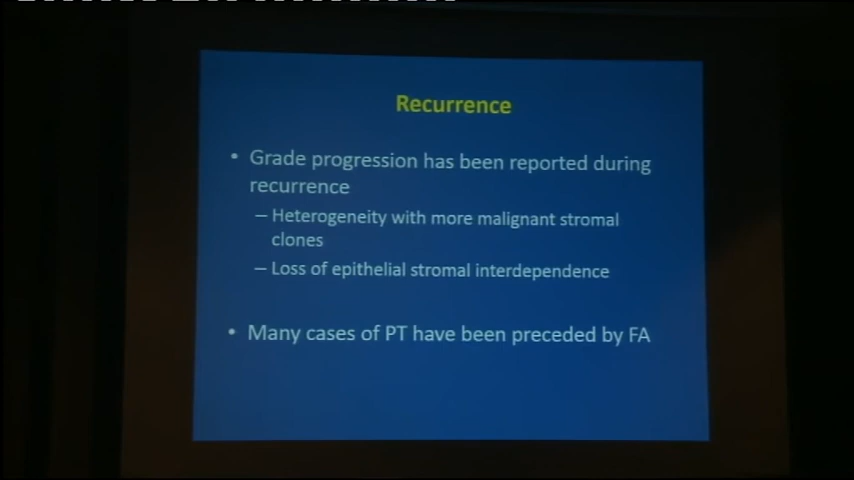 Recurrence
• Grade progression has been reported during
recurrence
– Heterogeneity with more malignant stromal
clones
– Loss of epithelial stromal interdependence
• Many cases of PT have been preceded by FA